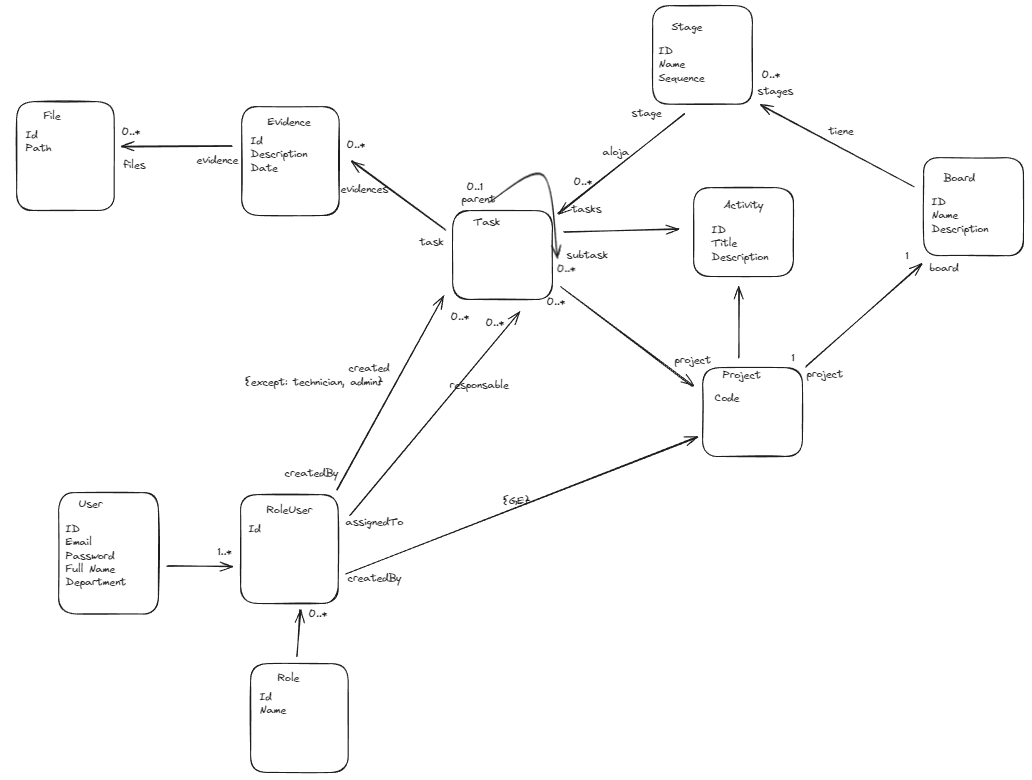 Stage
ID
Name
Sequence
0..*
stages
stage
tiene
aloja
0..*
tasks
File
Id
Path
0..*
files
evidence
Evidence
Id
Description
Date
0..*
evidences
task
0..1
parent
Task
subtask
0..*
0..*
Activity
ID
Title
Description
Board
ID
Name
Description
1
board
0..*
0..*
created
{except: technician, admin}
responsable
project
1
project
Project
Code
createdBy
assignedTo
{GE}
createdBy
User
ID
Email
Password
Full Name
Department
1..*
RoleUser
Id
0..*
Role
Id
Name